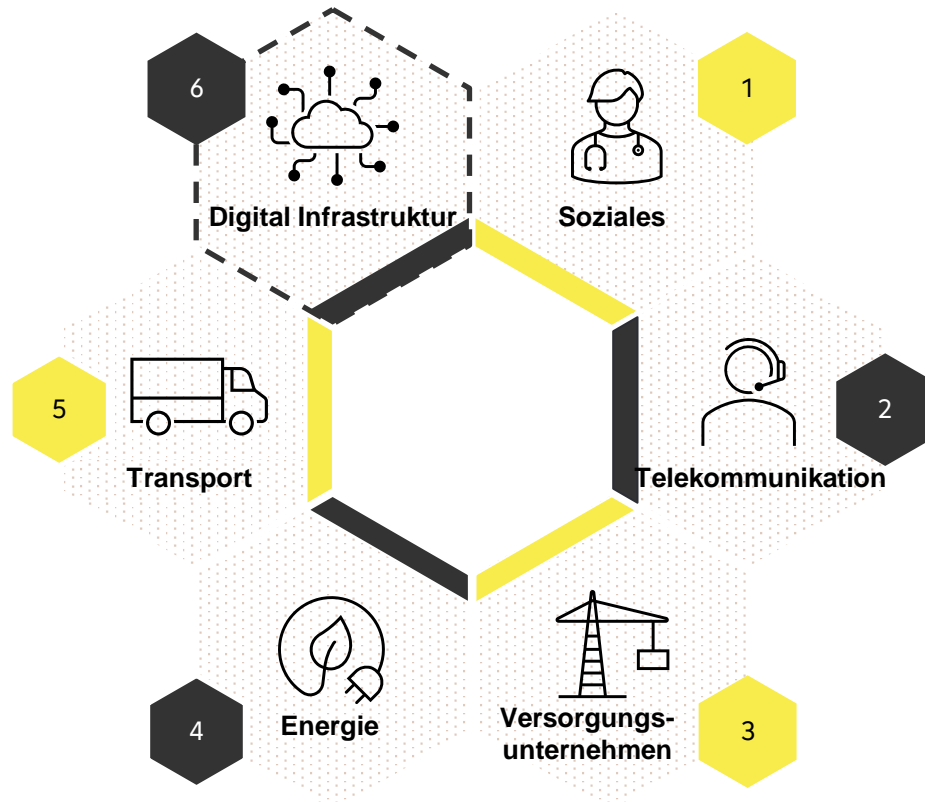 6
Digital Infrastruktur
1
Soziales
5
Transport
2
Telekommunikation
4
Energie
3
Versorgungs-
unternehmen